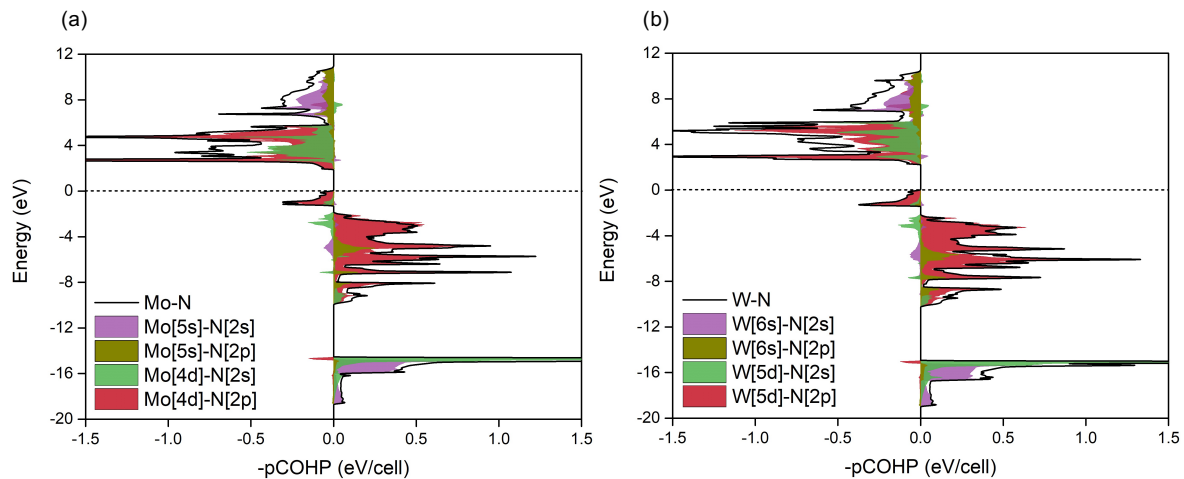 (a)
12
8
4
0
-4
-8
-12
-16
-20
Energy (eV)
Mo-N
Mo[5s]-N[2s]
Mo[5s]-N[2p]
Mo[4d]-N[2s]
Mo[4d]-N[2p]
-1.5 -1.0 -0.5 0.0 0.5 1.0 1.5
-pCOHP (eV/cell)
(b)
12
8
4
0
-4
-8
-12
-16
-20
Energy (eV)
W-N
W[6s]-N[2s]
W[6s]-N[2p]
W[5d]-N[2s]
W[5d]-N[2p]
-1.5 -1.0 -0.5 0.0 0.5 1.0 1.5
-pCOHP (eV/cell)